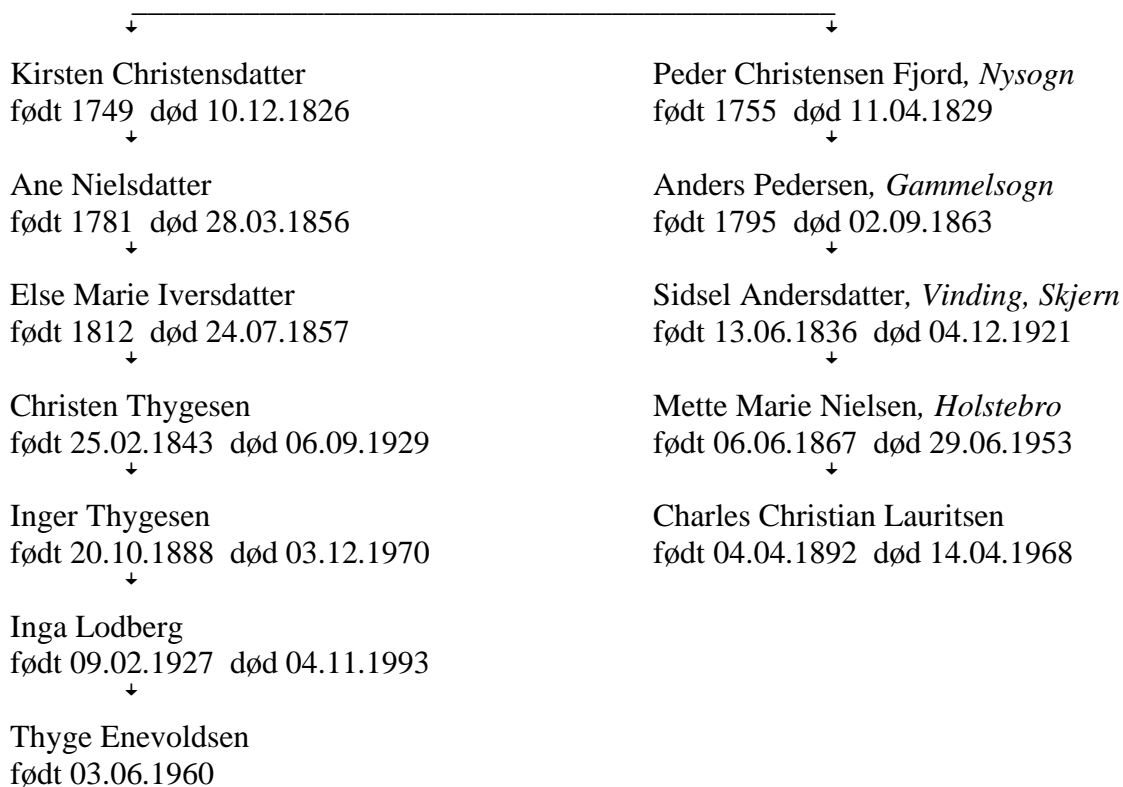 Kirsten Christensdatter
født 1749 død 10.12.1826
Ane Nielsdatter
født 1781 død 28.03.1856
Else Marie Iversdatter
født 1812 død 24.07.1857
Christen Thygesen
født 25.02.1843 død 06.09.1929
Inger Thygesen
født 20.10.1888 død 03.12.1970
Inga Lodberg
født 09.02.1927 død 04.11.1993
Thyge Enevoldsen
født 03.06.1960
Peder Christensen Fjord, Nysogn
født 1755 død 11.04.1829
Anders Pedersen, Gammelsogn
født 1795 død 02.09.1863
Sidsel Andersdatter, Vinding, Skjern
født 13.06.1836 død 04.12.1921
Mette Marie Nielsen, Holstebro
født 06.06.1867 død 29.06.1953
Charles Christian Lauritsen
født 04.04.1892 død 14.04.1968